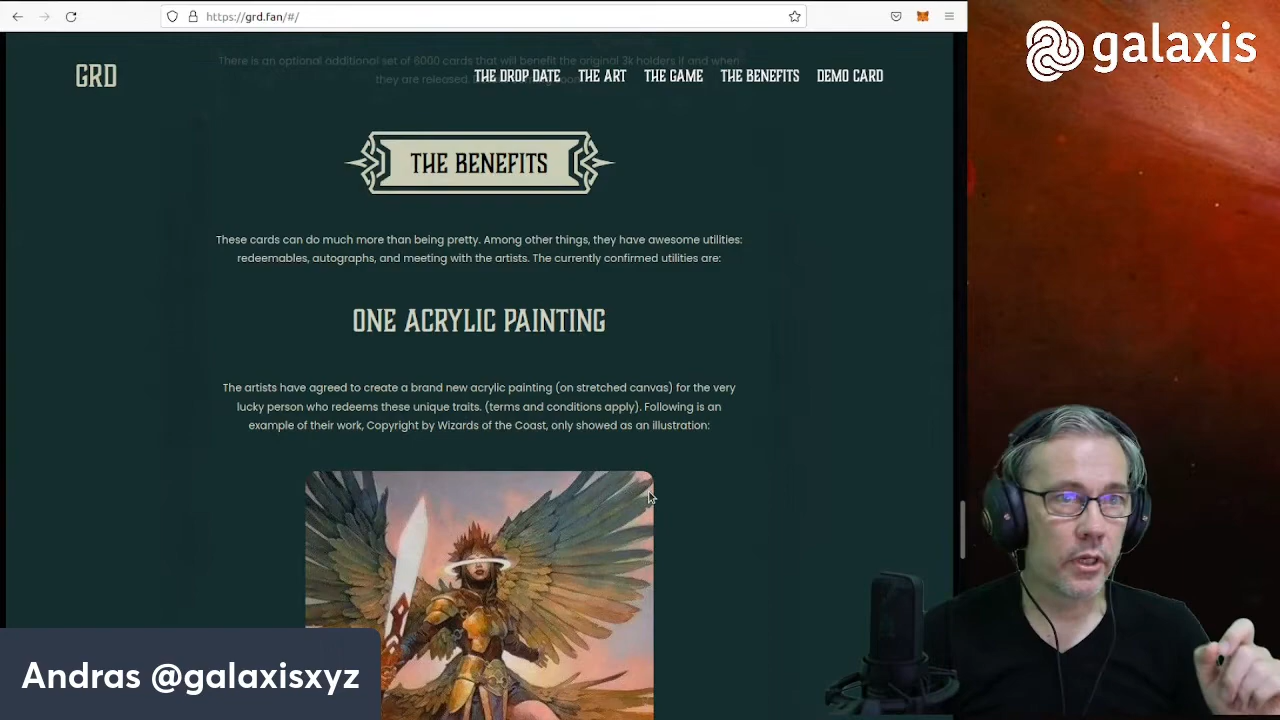 https://grd.fan/#/
galaxis
There is an optional additional set of 6000 cards that will benefit the original 3k holders if and when
they are released.
GRD
THE DROP DATE THE ART THE GAME THE BENEFITS DEMO CARD
THE BENEFITS
These cards can do much more than being pretty. Among other things, they have awesome utilities:
redeemables, autographs, and meeting with the artists. The currently confirmed utilities are:
ONE ACRYLIC PAINTING
The artists have agreed to create a brand new acrylic painting (on stretched canvas) for the very
lucky person who redeems these unique traits. (terms and conditions apply). Following is an
example of their work, Copyright by Wizards of the Coast, only showed as an illustration:
Andras @galaxisxyz